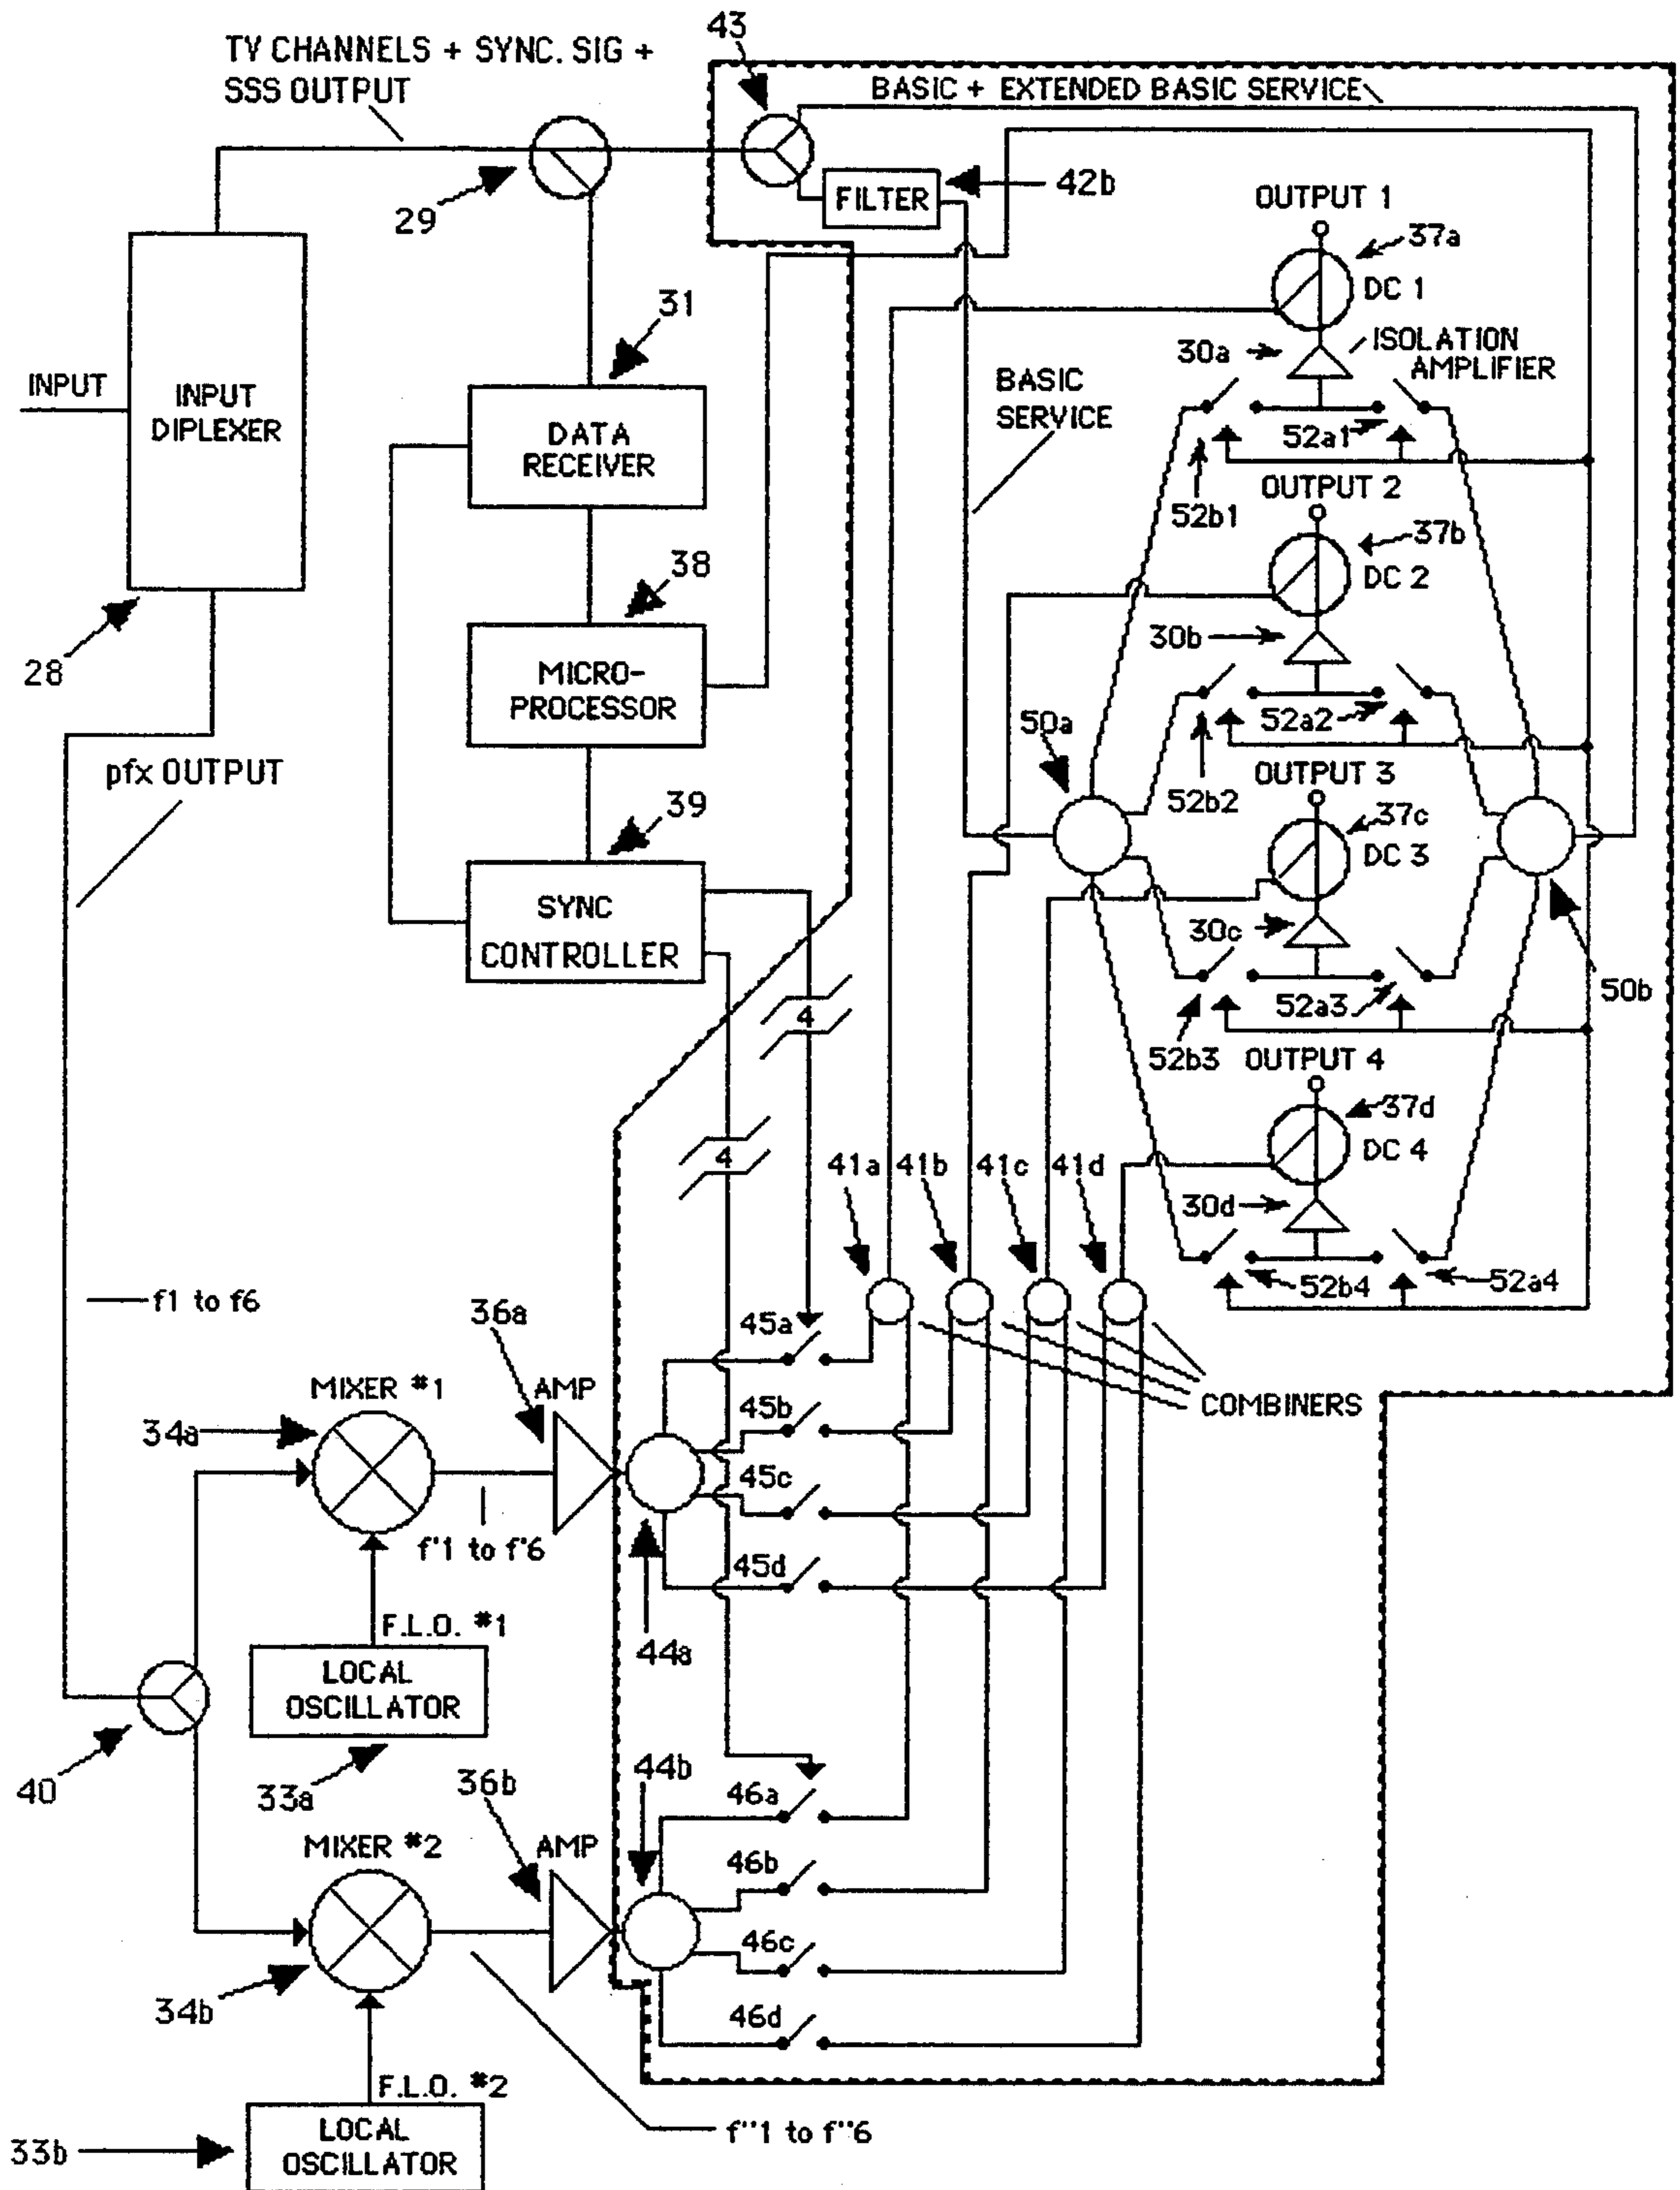 43
TV CHANNELS + SYNC. SIG +
SSS OUTPUT
BASIC + EXTENDED BASIC SERVICE
29
FILTER
42b
OUTPUT 1
37a
DC 1
INPUT
INPUT
DIPLEXER
31
30a
ISOLATION
AMPLIFIER
BASIC
SERVICE
DATA
RECEIVER
52a1
52b1
OUTPUT 2
37b
DC 2
28
38
30b
MICRO-
PROCESSOR
50a
52a2
52b2
pfx OUTPUT
OUTPUT 3
37c
DC 3
39
SYNC
CONTROLLER
30c
50b
52a3
4
52b3
OUTPUT 4
37d
DC 4
4
41a
41b
41c
41d
30d
52b4
52a4
f1 to f6
36a
45a
MIXER #1
AMP
COMBINERS
34a
45b
45c
f'1 to f'6
45d
F.L.O. #1
44a
LOCAL
OSCILLATOR
40
33a
36b
44b
46a
MIXER #2
AMP
46b
46c
34b
46d
F.L.O. #2
f''1 to f''6
33b
LOCAL
OSCILLATOR